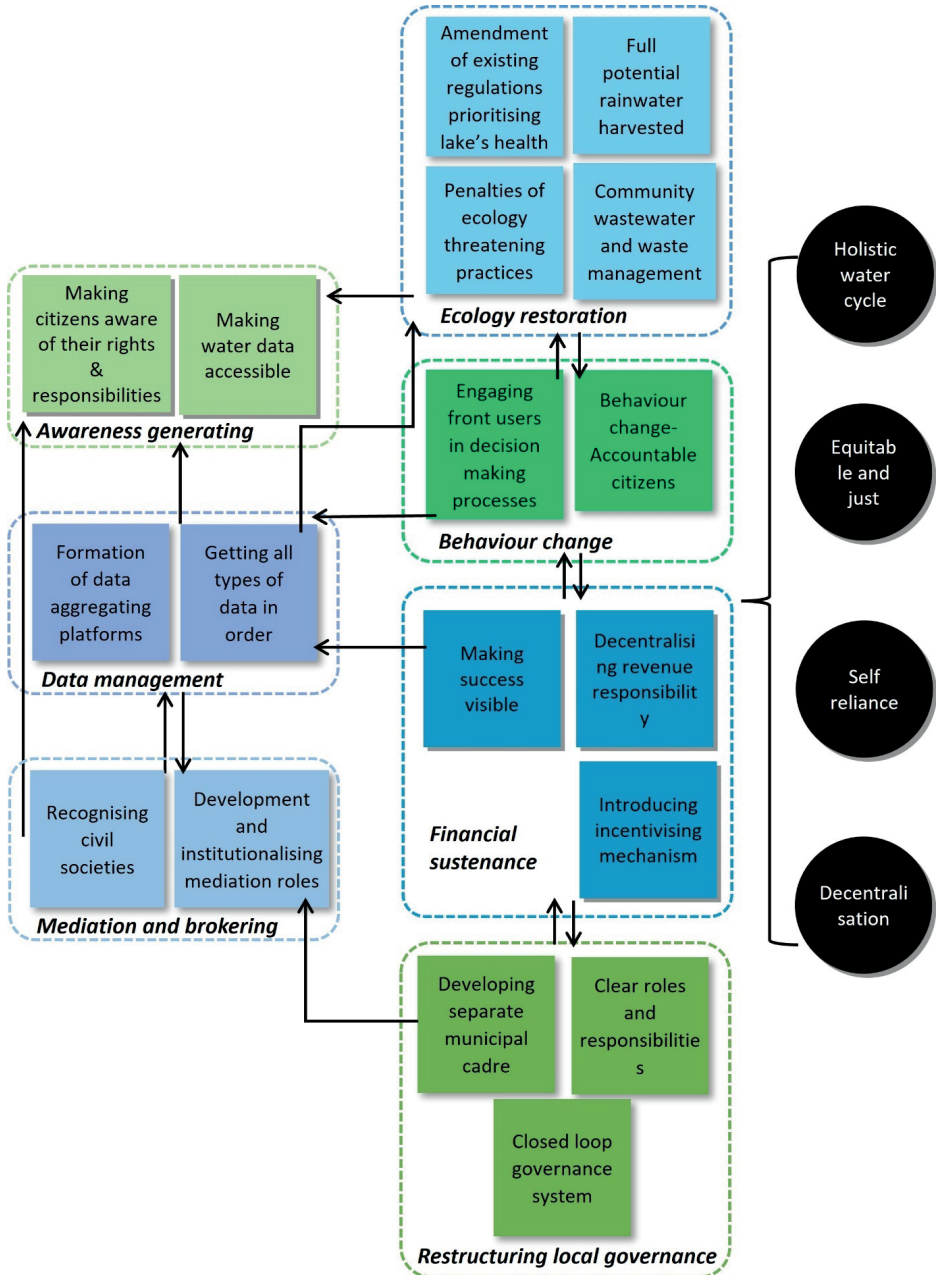 Amendment
of existing
regulations
prioritising
lake's health
Full
potential
rainwater
harvested
Penalties of
ecology
threatening
practices
Community
wastewater
and waste
management
Ecology restoration
Making
citizens aware
of their rights
&
responsibilities
Making
water data
accessible
Awareness generating
Engaging
front users
in decision
making
processes
Behaviour
change-
Accountable
citizens
Behaviour change
Formation
of data
aggregating
platforms
Getting all
types of
data in
order
Data management
Making
success
visible
Decentralis
ing revenue
responsibilit
y
Introducing
incentivising
mechanism
Financial
sustenance
Recognising
civil
societies
Development
and
institutionalising
mediation roles
Mediation and brokering
Developing
separate
municipal
cadre
Clear roles
and
responsibilitie
s
Closed loop
governance
system
Restructuring local governance
Holistic
water
cycle
Equitab
le and
just
Self
reliance
Decentrali
sation